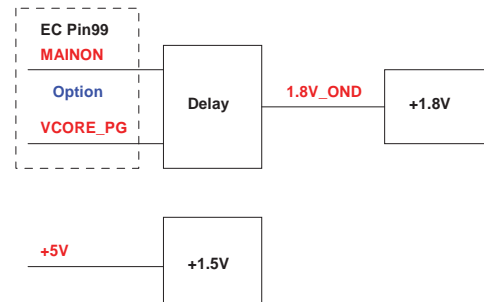 EC Pin99
MAINON
Option
VCORE_PG
Delay
1.8V_OND
+1.8V
+5V
+1.5V